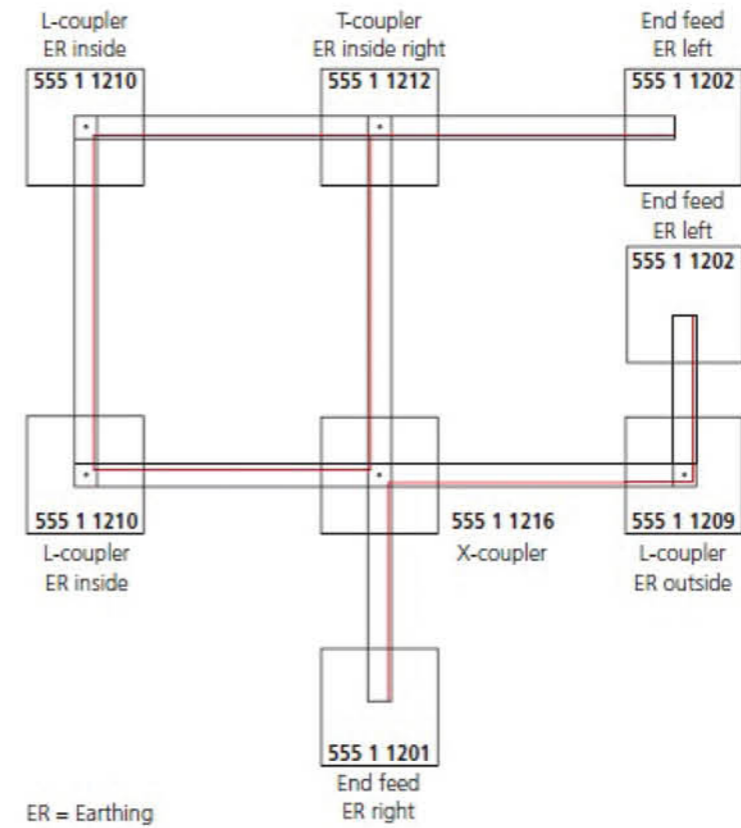 L-coupler
ER inside
555 1 1210
T-coupler
ER inside right
555 1 1212
End feed
ER left
555 1 1202
End feed
ER left
555 1 1202
555 1 1210
L-coupler
ER inside
555 1 1216
X-coupler
555 1 1209
L-coupler
ER outside
555 1 1201
End feed
ER right
ER = Earthing